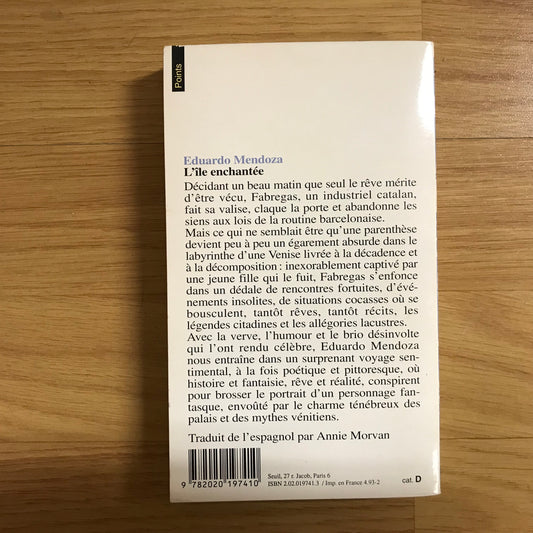 Points
Eduardo Mendoza
L'île enchantée
Décidant un beau matin que seul le rêve mérite
d'être vécu, Fabregas, un industriel catalan,
fait sa valise, claque la porte et abandonne les
siens aux lois de la routine barcelonaise.
Mais ce qui ne semblait être qu'une parenthèse
devient peu à peu un égarement absurde dans le
labyrinthe d'une Venise livrée à la décadence et
à la décomposition : inexorablement captivé par
une jeune fille qui le fuit, Fabregas s'enfonce
dans un dédale de rencontres fortuites, d'évé-
nements insolites, de situations cocasses où se
bousculent, tantôt rêves, tantôt récits, les
légendes citadines et les allégories lacustres.
Avec la verve, l'humour et le brio désinvolte
qui l'ont rendu célèbre, Eduardo Mendoza
nous entraîne dans un surprenant voyage sen-
timental, à la fois poétique et pittoresque, où
histoire et fantaisie, rêve et réalité, conspirent
pour brosser le portrait d'un personnage fan-
tasque, envoûté par le charme ténébreux des
palais et des mythes vénitiens.
Traduit de l'espagnol par Annie Morvan
Seuil, 27 r. Jacob, Paris 6
ISBN 2.02.019741.3 / Imp. en France 4.93-2
cat. D
9 782020 197410